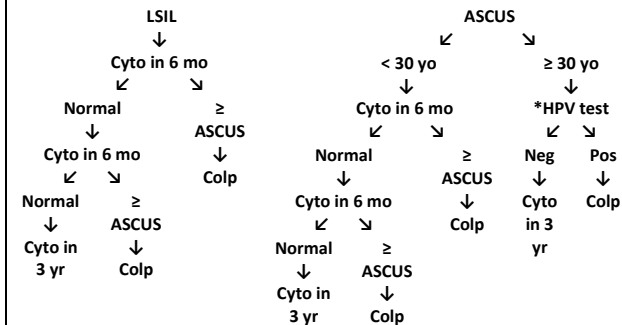 LSIL
↓
Cyto in 6 mo
↙ ↘
Normal ≥
↓ ASCUS
Cyto in 6 mo ↓
↙ ↘ Colp
Normal ≥
↓ ASCUS
Cyto in ↓
3 yr Colp
ASCUS
↙ ↘
< 30 yo ≥ 30 yo
↓ ↓
Cyto in 6 mo *HPV test
↙ ↘ ↙ ↘
Normal ≥ Neg Pos
↓ ASCUS ↓ ↓
Cyto in 6 mo ↓ Cyto Colp
↙ ↘ Colp in 3
Normal ≥ yr
↓ ASCUS
Cyto in ↓
3 yr Colp